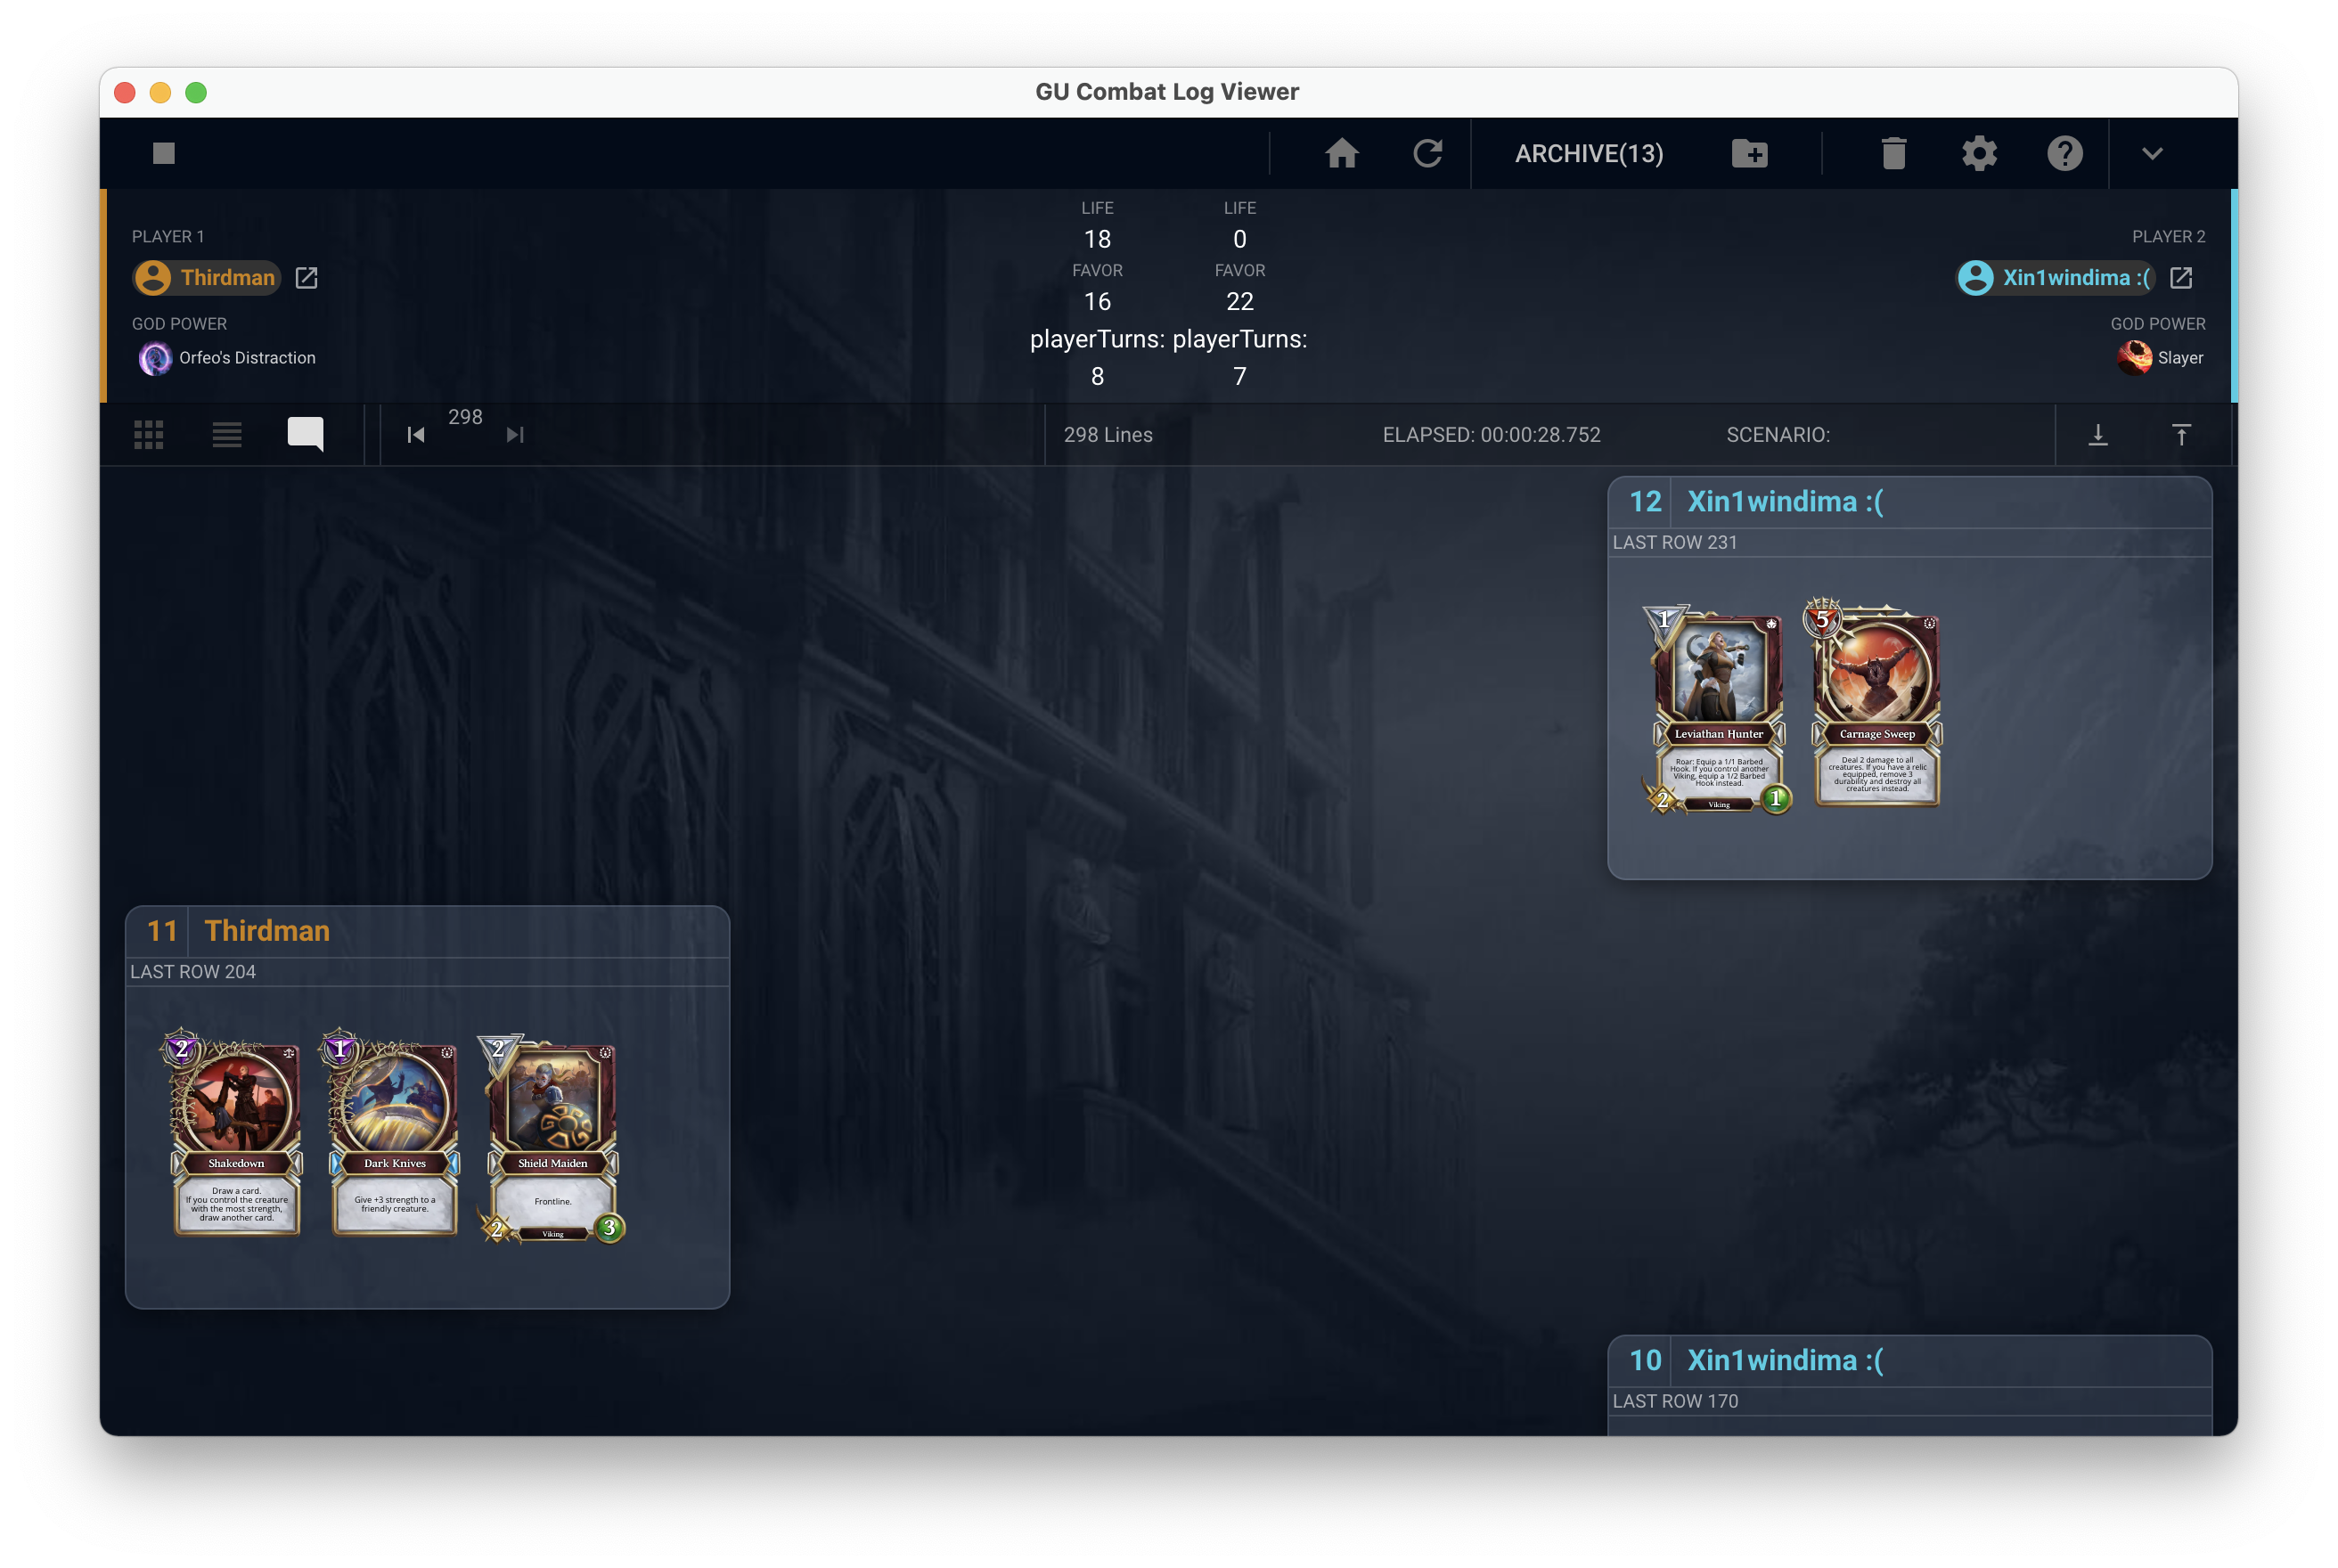 GU Combat Log Viewer
ARCHIVE(13)
PLAYER 1
Thirdman
GOD POWER
Orfeo's Distraction
LIFE LIFE
18 0
FAVOR FAVOR
16 22
playerTurns: playerTurns:
8 7
PLAYER 2
Xin1windima :(
GOD POWER
Slayer
298
298 Lines
ELAPSED: 00:00:28.752
SCENARIO:
12 Xin1windima :(
LAST ROW 231
1
Leviathan Hunter
Roar: Equip a 1/1 Barbed
Hook. If you control another
Viking, equip a 1/2 Barbed
Hook instead.
2 Viking 1
5
Carnage Sweep
Deal 2 damage to all
creatures. If you have a relic
equipped, remove 3
durability and destroy all
creatures instead.
11 Thirdman
LAST ROW 204
2
Shakedown
Draw a card.
If you control the creature
with the most strength,
draw another card.
1
Dark Knives
Give +3 strength to a
friendly creature.
2
Shield Maiden
Frontline.
2 Viking 3
10 Xin1windima :(
LAST ROW 170